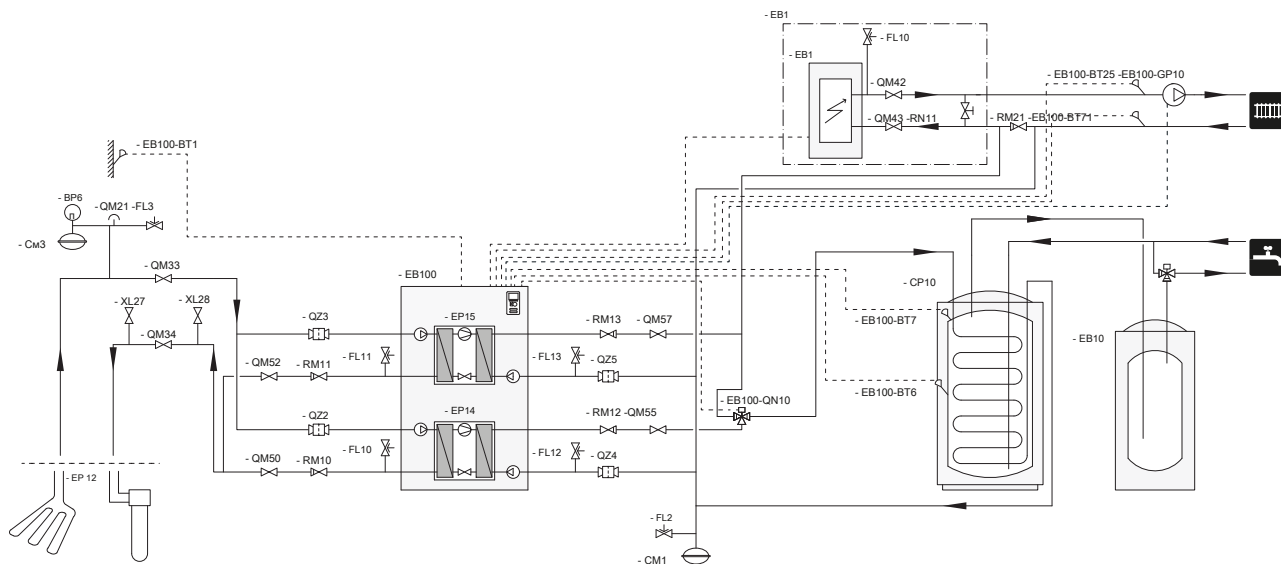 - EB1
- FL10
- EB1
- QM42
- EB100-BT25 -EB100-GP10
- QM43 -RN11
- RM21 -EB100-BT71
- EB100-BT1
- BP6
- QM21 -FL3
- Cм3
- QM33
- XL27
- XL28
- QM34
- EB100
- CP10
- QZ3
- EP15
- RM13
- QM57
- EB100-BT7
- EB10
- QM52
- RM11
- FL11
- FL13
- QZ5
- EB100-BT6
- EB100-QN10
- QZ2
- EP14
- RM12 -QM55
- QM50
- RM10
- FL10
- FL12
- QZ4
- EP 12
- FL2
- CM1